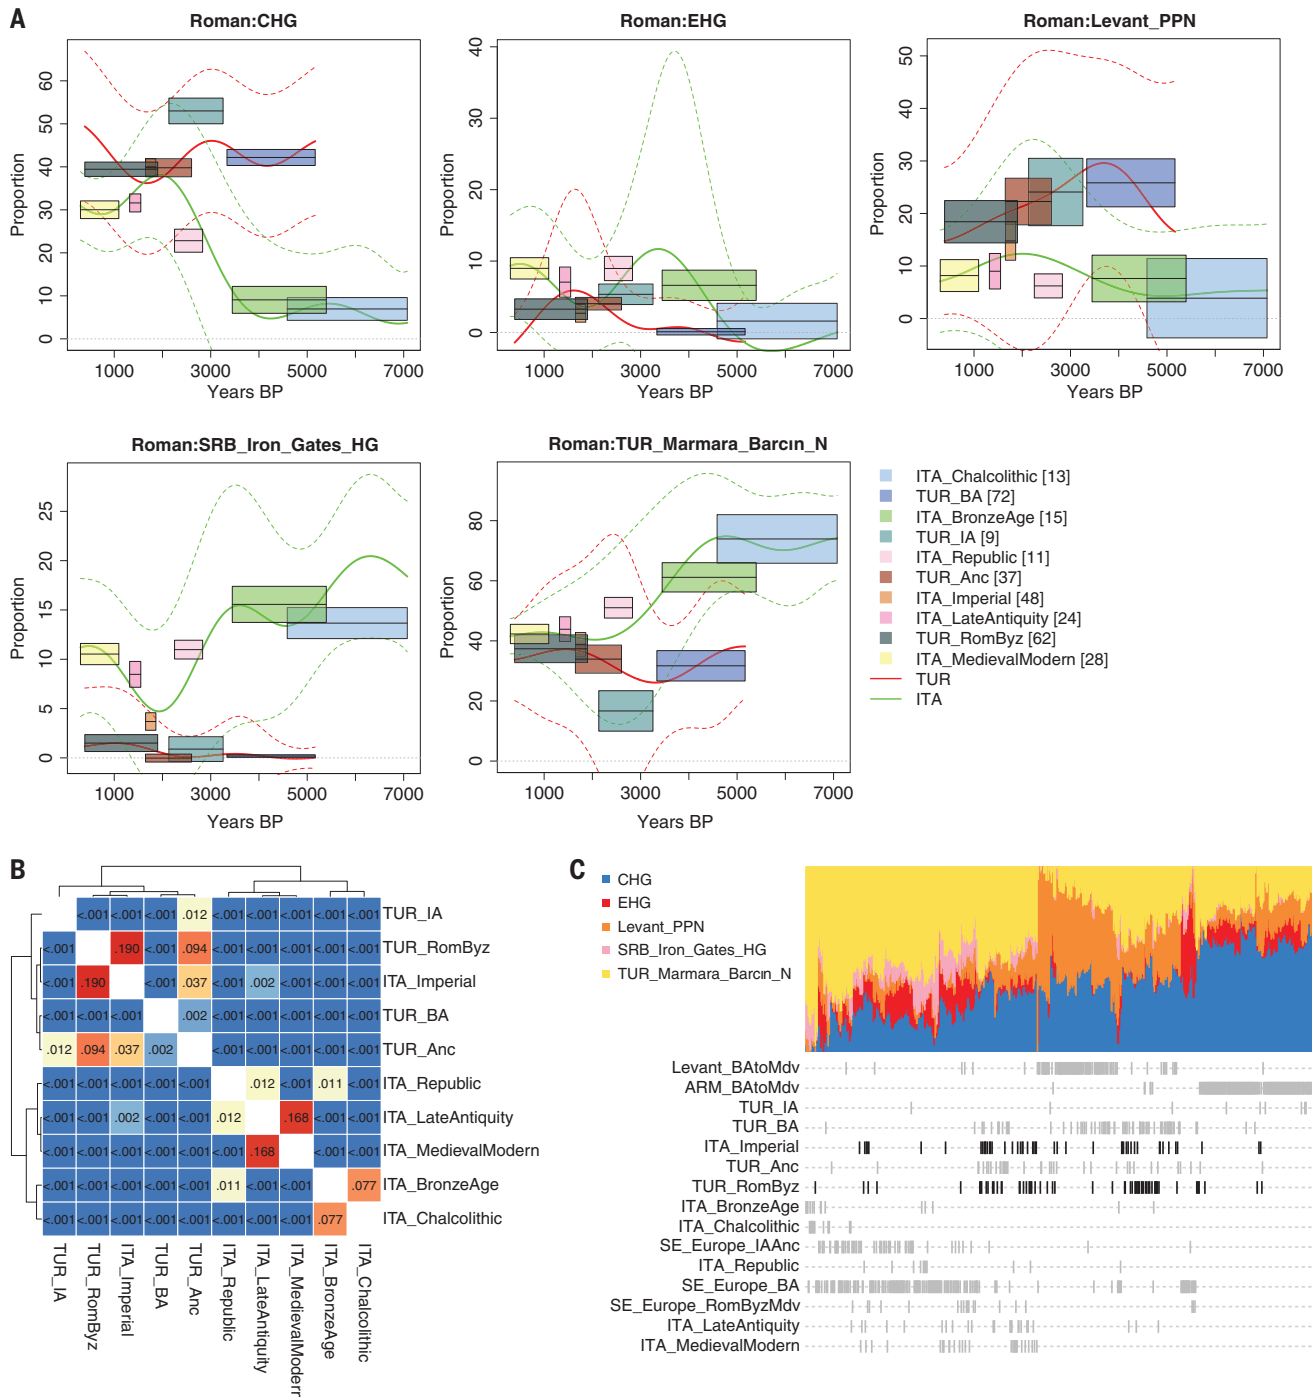 A
Roman:CHG
Roman:EHG
Roman:Levant_PPN
Proportion
0
10
20
30
40
50
60
1000
3000
5000
7000
Years BP
Proportion
0
10
20
30
40
1000
3000
5000
7000
Years BP
Proportion
0
10
20
30
40
50
1000
3000
5000
7000
Years BP
Roman:SRB_Iron_Gates_HG
Roman:TUR_Marmara_Barcın_N
Proportion
0
5
10
15
20
25
1000
3000
5000
7000
Years BP
Proportion
0
20
40
60
80
1000
3000
5000
7000
Years BP
ITA_Chalcolithic [13]
TUR_BA [72]
ITA_BronzeAge [15]
TUR_IA [9]
ITA_Republic [11]
TUR_Anc [37]
ITA_Imperial [48]
ITA_LateAntiquity [24]
TUR_RomByz [62]
ITA_MedievalModern [28]
TUR
ITA
B
<.001 <.001 <.001 .012 <.001 <.001 <.001 <.001 <.001 TUR_IA
<.001 .190 <.001 .094 <.001 <.001 <.001 <.001 <.001 TUR_RomByz
<.001 .190 <.001 .037 <.001 .002 <.001 <.001 <.001 ITA_Imperial
<.001 <.001 <.001 .002 <.001 <.001 <.001 <.001 <.001 TUR_BA
.012 .094 .037 .002 <.001 <.001 <.001 <.001 <.001 TUR_Anc
<.001 <.001 <.001 <.001 <.001 .012 <.001 .011 <.001 ITA_Republic
<.001 <.001 .002 <.001 <.001 .012 .168 <.001 <.001 ITA_LateAntiquity
<.001 <.001 <.001 <.001 <.001 <.001 .168 <.001 <.001 ITA_MedievalModern
<.001 <.001 <.001 <.001 <.001 .011 <.001 <.001 .077 ITA_BronzeAge
<.001 <.001 <.001 <.001 <.001 <.001 <.001 <.001 .077 ITA_Chalcolithic
TUR_IA
TUR_RomByz
ITA_Imperial
TUR_BA
TUR_Anc
ITA_Republic
ITA_LateAntiquity
ITA_MedievalModern
ITA_BronzeAge
ITA_Chalcolithic
C
CHG
EHG
Levant_PPN
SRB_Iron_Gates_HG
TUR_Marmara_Barcın_N
Levant_BAtoMdv
ARM_BAtoMdv
TUR_IA
TUR_BA
ITA_Imperial
TUR_Anc
TUR_RomByz
ITA_BronzeAge
ITA_Chalcolithic
SE_Europe_IAAnc
ITA_Republic
SE_Europe_BA
SE_Europe_RomByzMdv
ITA_LateAntiquity
ITA_MedievalModern